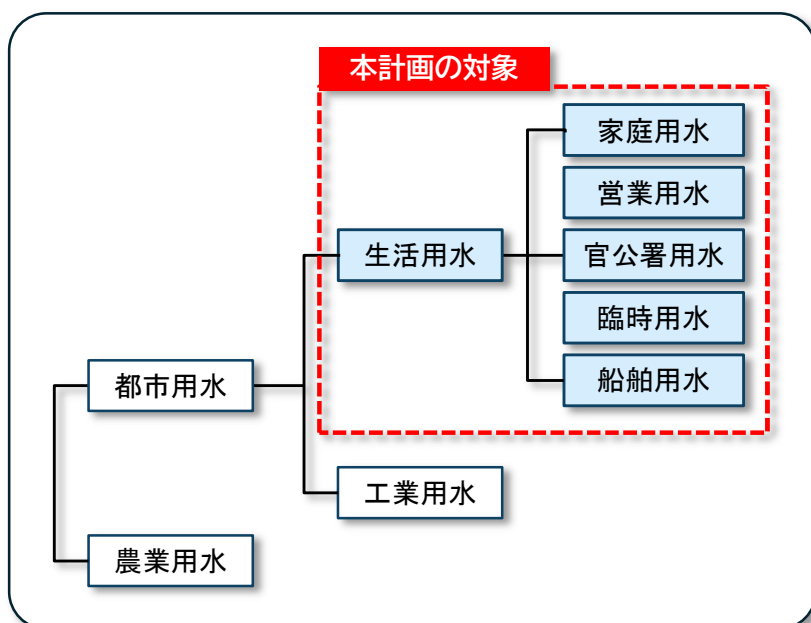 本計画の対象
家庭用水
営業用水
生活用水
官公署用水
臨時用水
都市用水
船舶用水
工業用水
農業用水